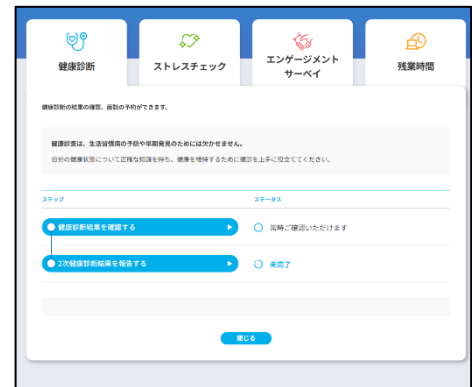 健康診断
ストレスチェック
エンゲージメント
サーベイ
残業時間
健康診断の結果の確認、面談の予約ができます。
健康診査は、生活習慣病の予防や早期発見のためには欠かせません。
自分の健康状態について正確な知識を持ち、健康を維持するために健診を上手に役立ててください。
ステップ
ステータス
健康診断結果を確認する
常時ご確認いただけます
2次健康診断結果を報告する
未完了
閉じる